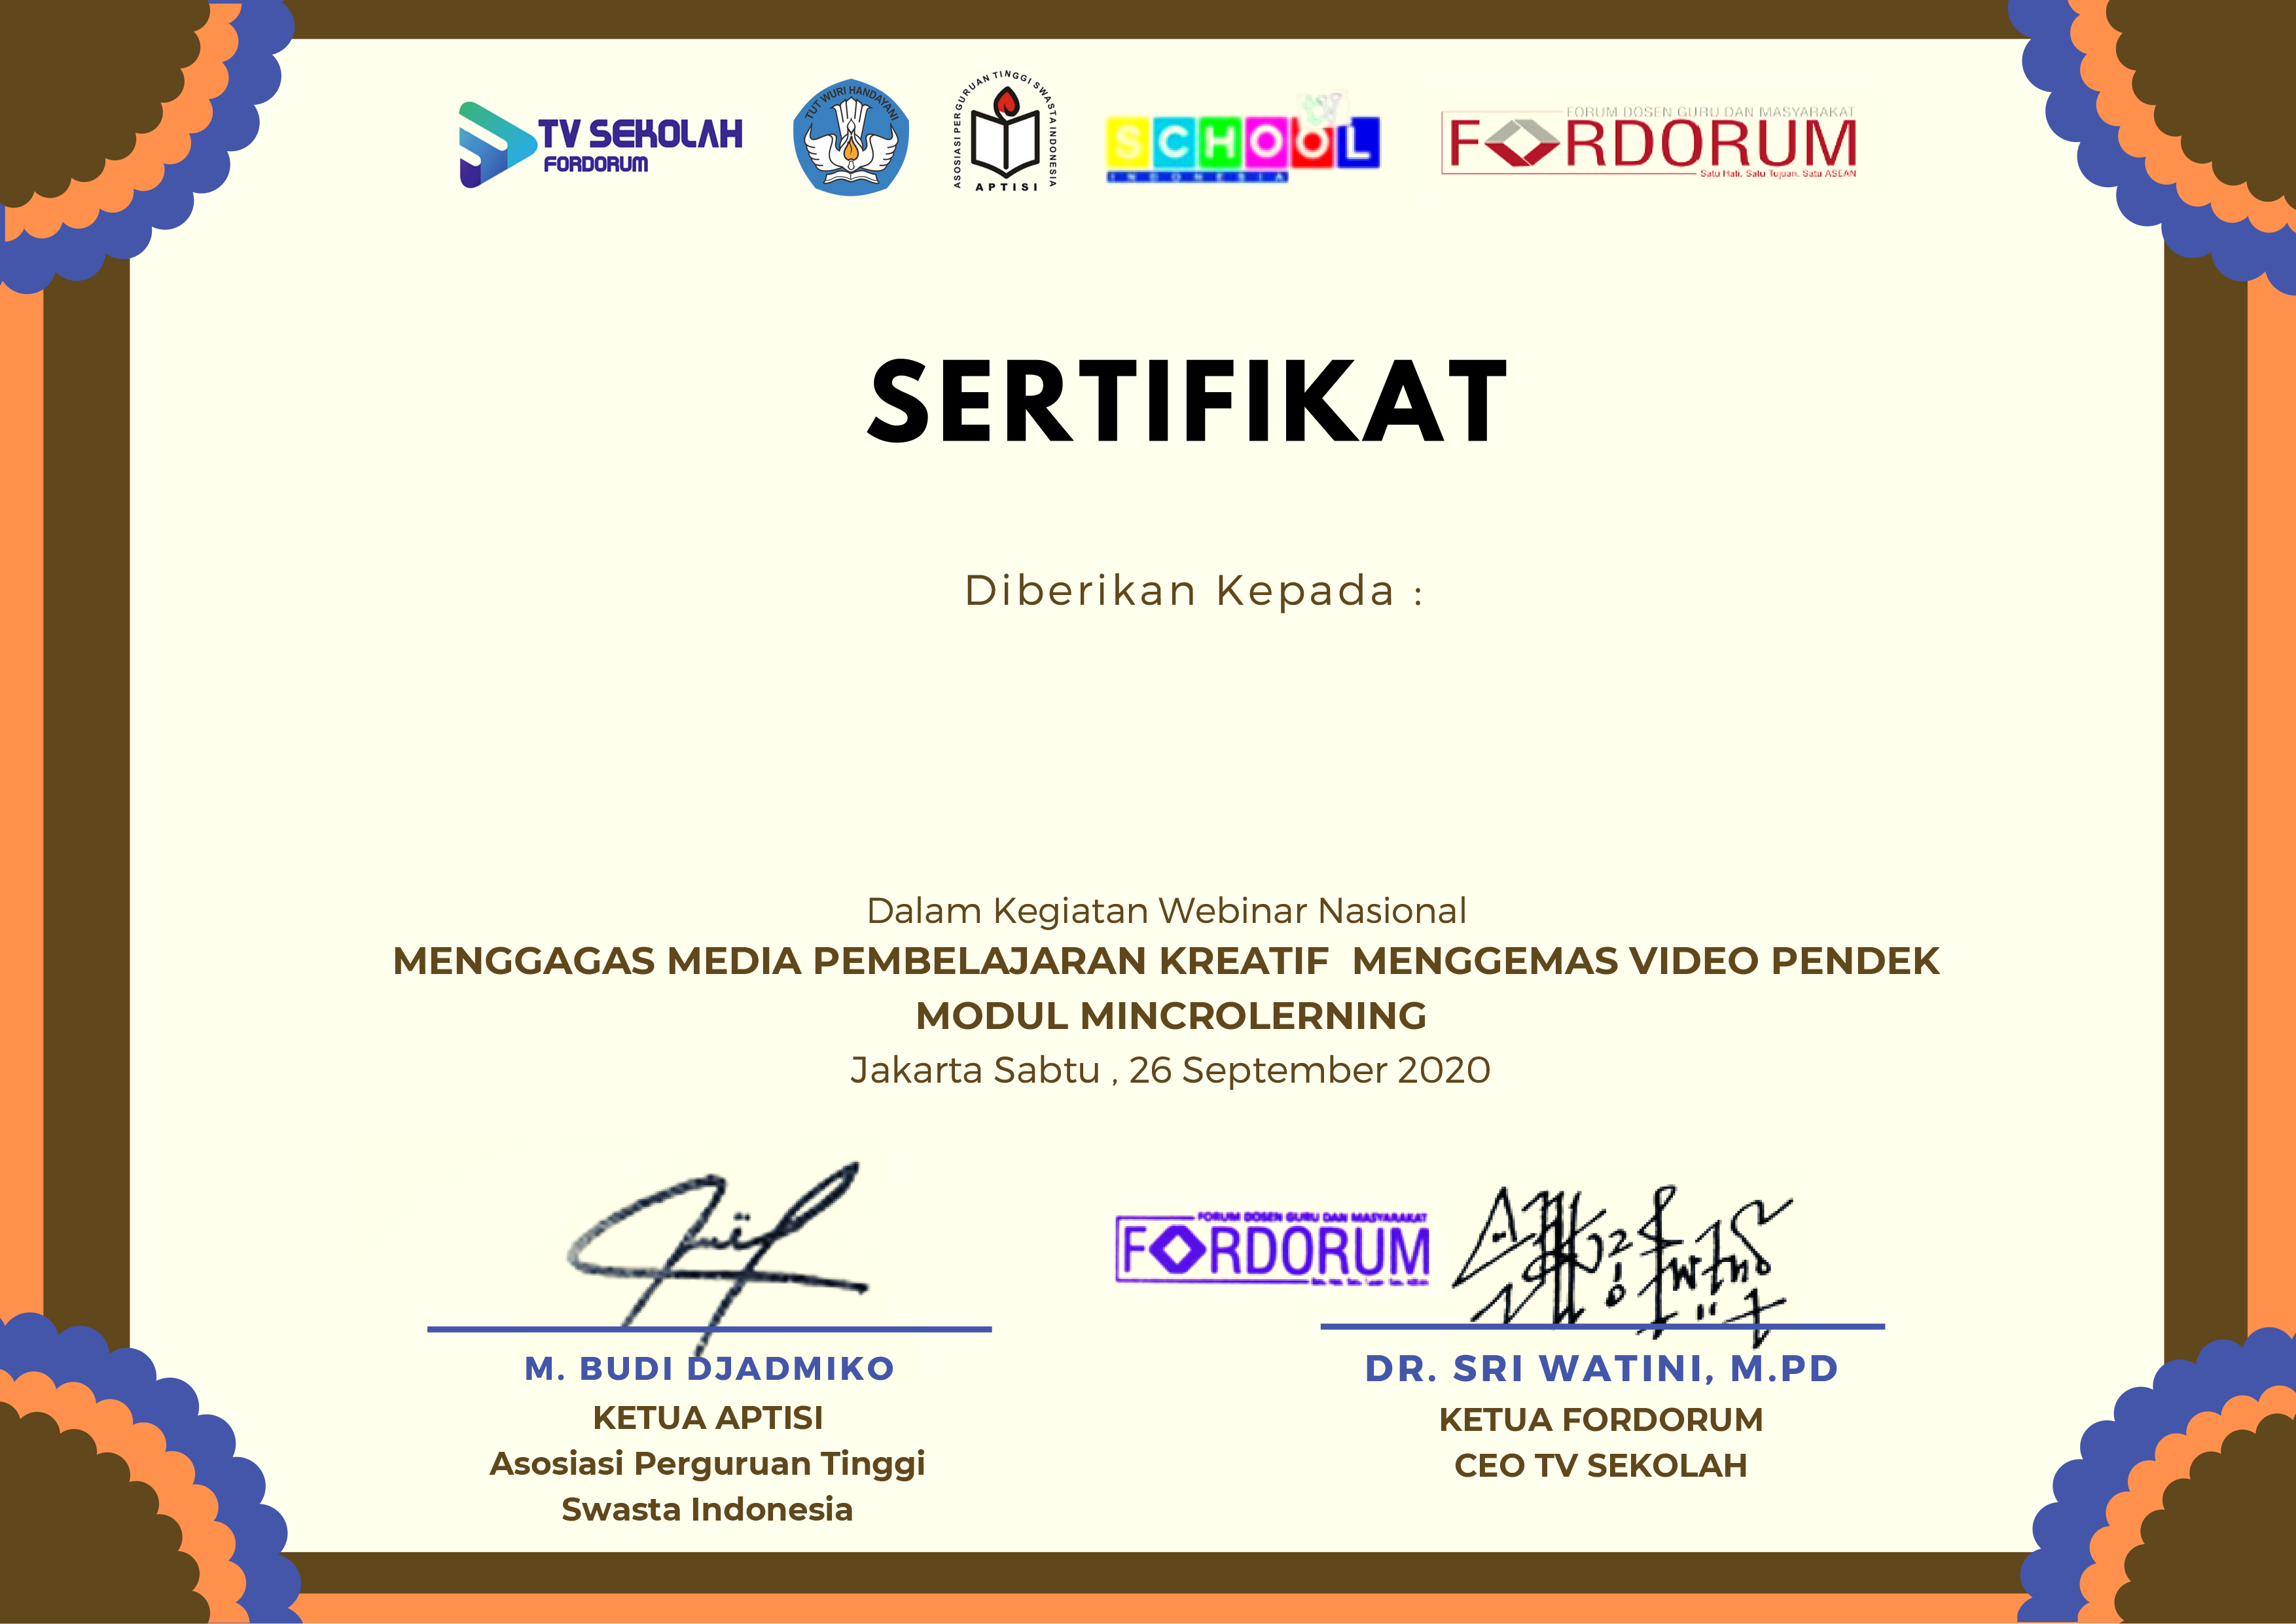 TV SEKOLAH
FORDORUM
TUT WURI HANDAYANI
ASOSIASI PERGURUAN TINGGI SWASTA INDONESIA
APTISI
SCHOOL
INDONESIA
FORUM DOSEN GURU DAN MASYARAKAT
FORDORUM
Satu Hati. Satu Tujuan. Satu ASEAN
SERTIFIKAT
Diberikan Kepada :
Dalam Kegiatan Webinar Nasional
MENGGAGAS MEDIA PEMBELAJARAN KREATIF  MENGGEMAS VIDEO PENDEK
MODUL MINCROLERNING
Jakarta Sabtu , 26 September 2020
FORUM DOSEN GURU DAN MASYARAKAT
FORDORUM
M. BUDI DJADMIKO
KETUA APTISI
Asosiasi Perguruan Tinggi
Swasta Indonesia
DR. SRI WATINI, M.PD
KETUA FORDORUM
CEO TV SEKOLAH